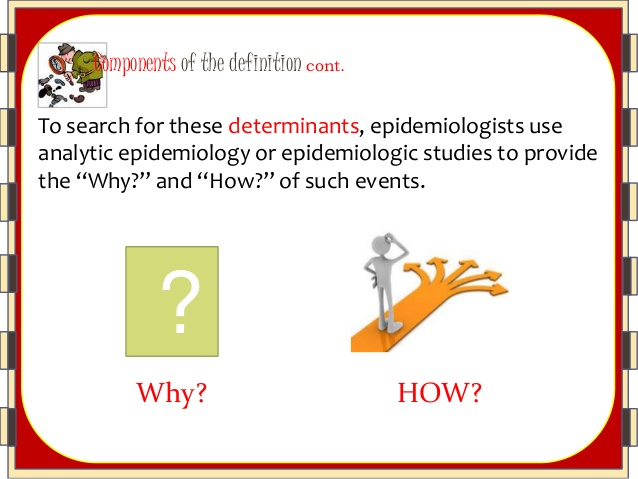 Components of the definition cont.
To search for these determinants, epidemiologists use
analytic epidemiology or epidemiologic studies to provide
the “Why?” and “How?” of such events.
?
Why?
HOW?